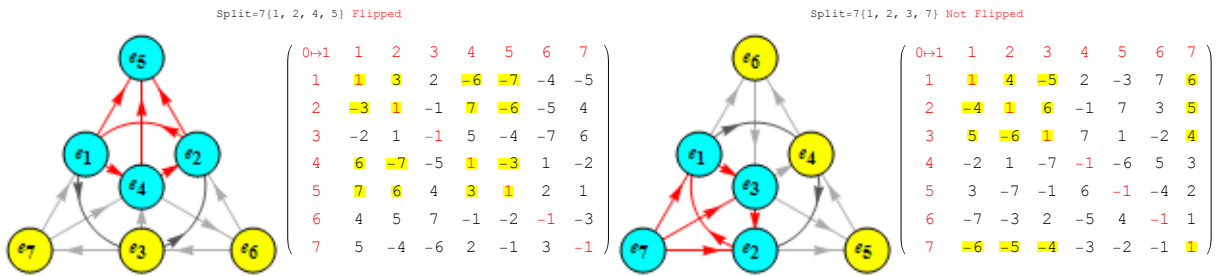 Split=7{1, 2, 4, 5} Flipped
e5
e1
e2
e4
e7
e3
e6
0↦1 1 2 3 4 5 6 7
1 1 3 2 −6 −7 −4 −5
2 −3 1 −1 7 −6 −5 4
3 −2 1 −1 5 −4 −7 6
4 6 −7 −5 1 −3 1 −2
5 7 6 4 3 1 2 1
6 4 5 7 −1 −2 −1 −3
7 5 −4 −6 2 −1 3 −1
Split=7{1, 2, 3, 7} Not Flipped
e6
e1
e4
e3
e7
e2
e5
0↦1 1 2 3 4 5 6 7
1 1 4 −5 2 −3 7 6
2 −4 1 6 −1 7 3 5
3 5 −6 1 7 1 −2 4
4 −2 1 −7 −1 −6 5 3
5 3 −7 −1 6 −1 −4 2
6 −7 −3 2 −5 4 −1 1
7 −6 −5 −4 −3 −2 −1 1